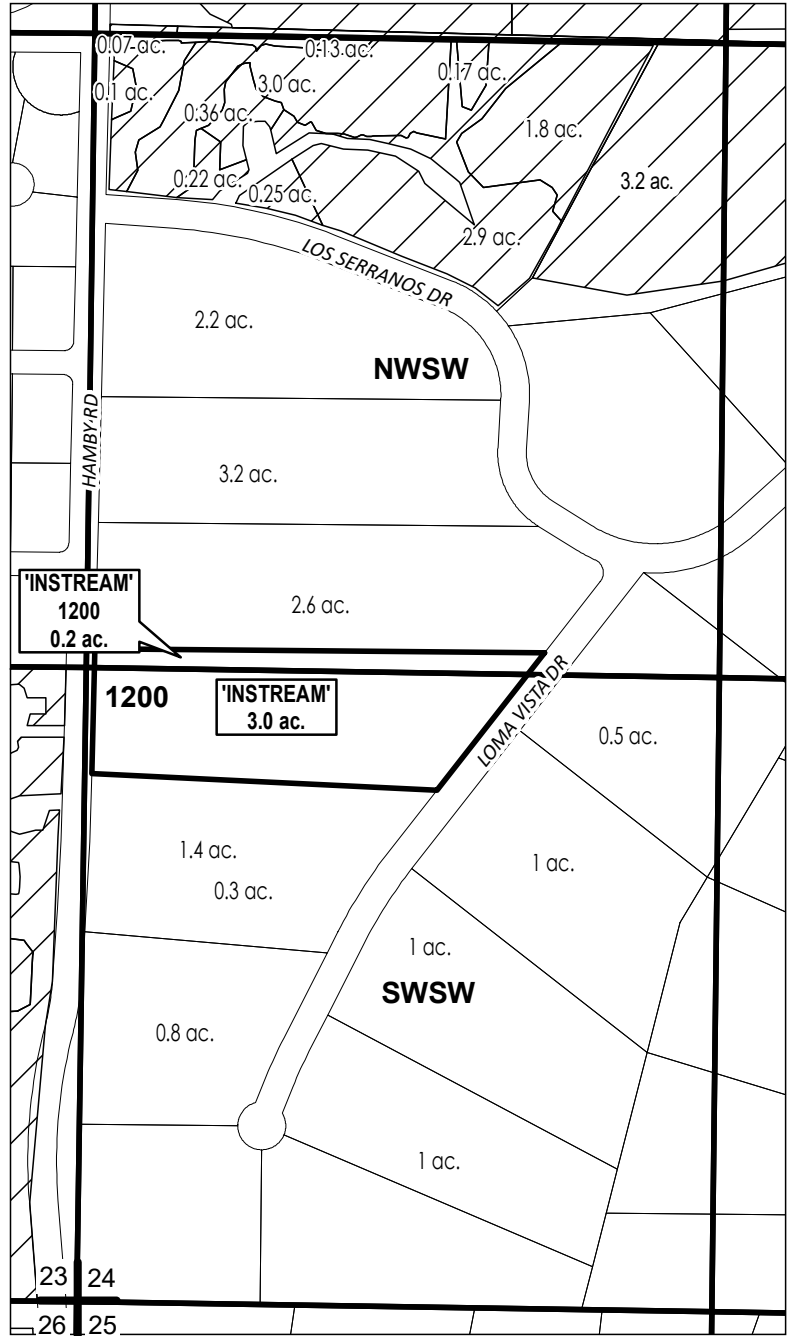 0.07 ac.
0.13 ac.
0.17 ac.
0.1 ac.
3.0 ac.
0.36 ac.
1.8 ac.
3.2 ac.
0.22 ac.
0.25 ac.
2.9 ac.
LOS SERRANOS DR
2.2 ac.
NWSW
HAMBY RD
3.2 ac.
'INSTREAM'
1200
0.2 ac.
2.6 ac.
1200
'INSTREAM'
3.0 ac.
LOMA VISTA DR
0.5 ac.
1.4 ac.
0.3 ac.
1 ac.
1 ac.
SWSW
0.8 ac.
1 ac.
23 24
26 25